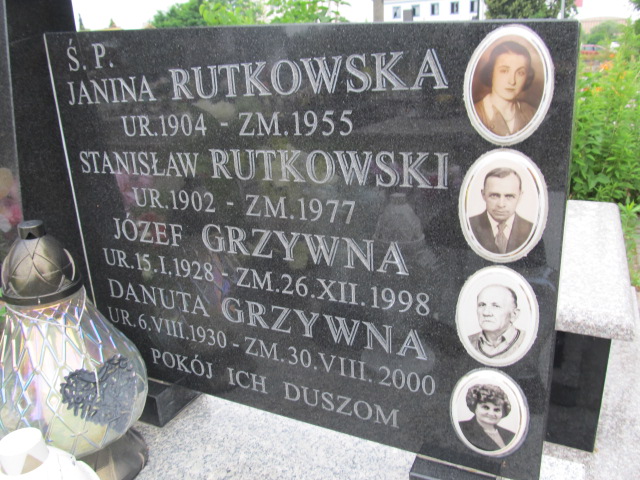 Ś. P.
JANINA RUTKOWSKA
UR.1904 - ZM.1955
STANISŁAW RUTKOWSKI
UR.1902 - ZM.1977
JÓZEF GRZYWNA
UR.15.I.1928 - ZM.26.XII.1998
DANUTA GRZYWNA
UR.6.VIII.1930 - ZM.30.VIII.2000
POKÓJ ICH DUSZOM